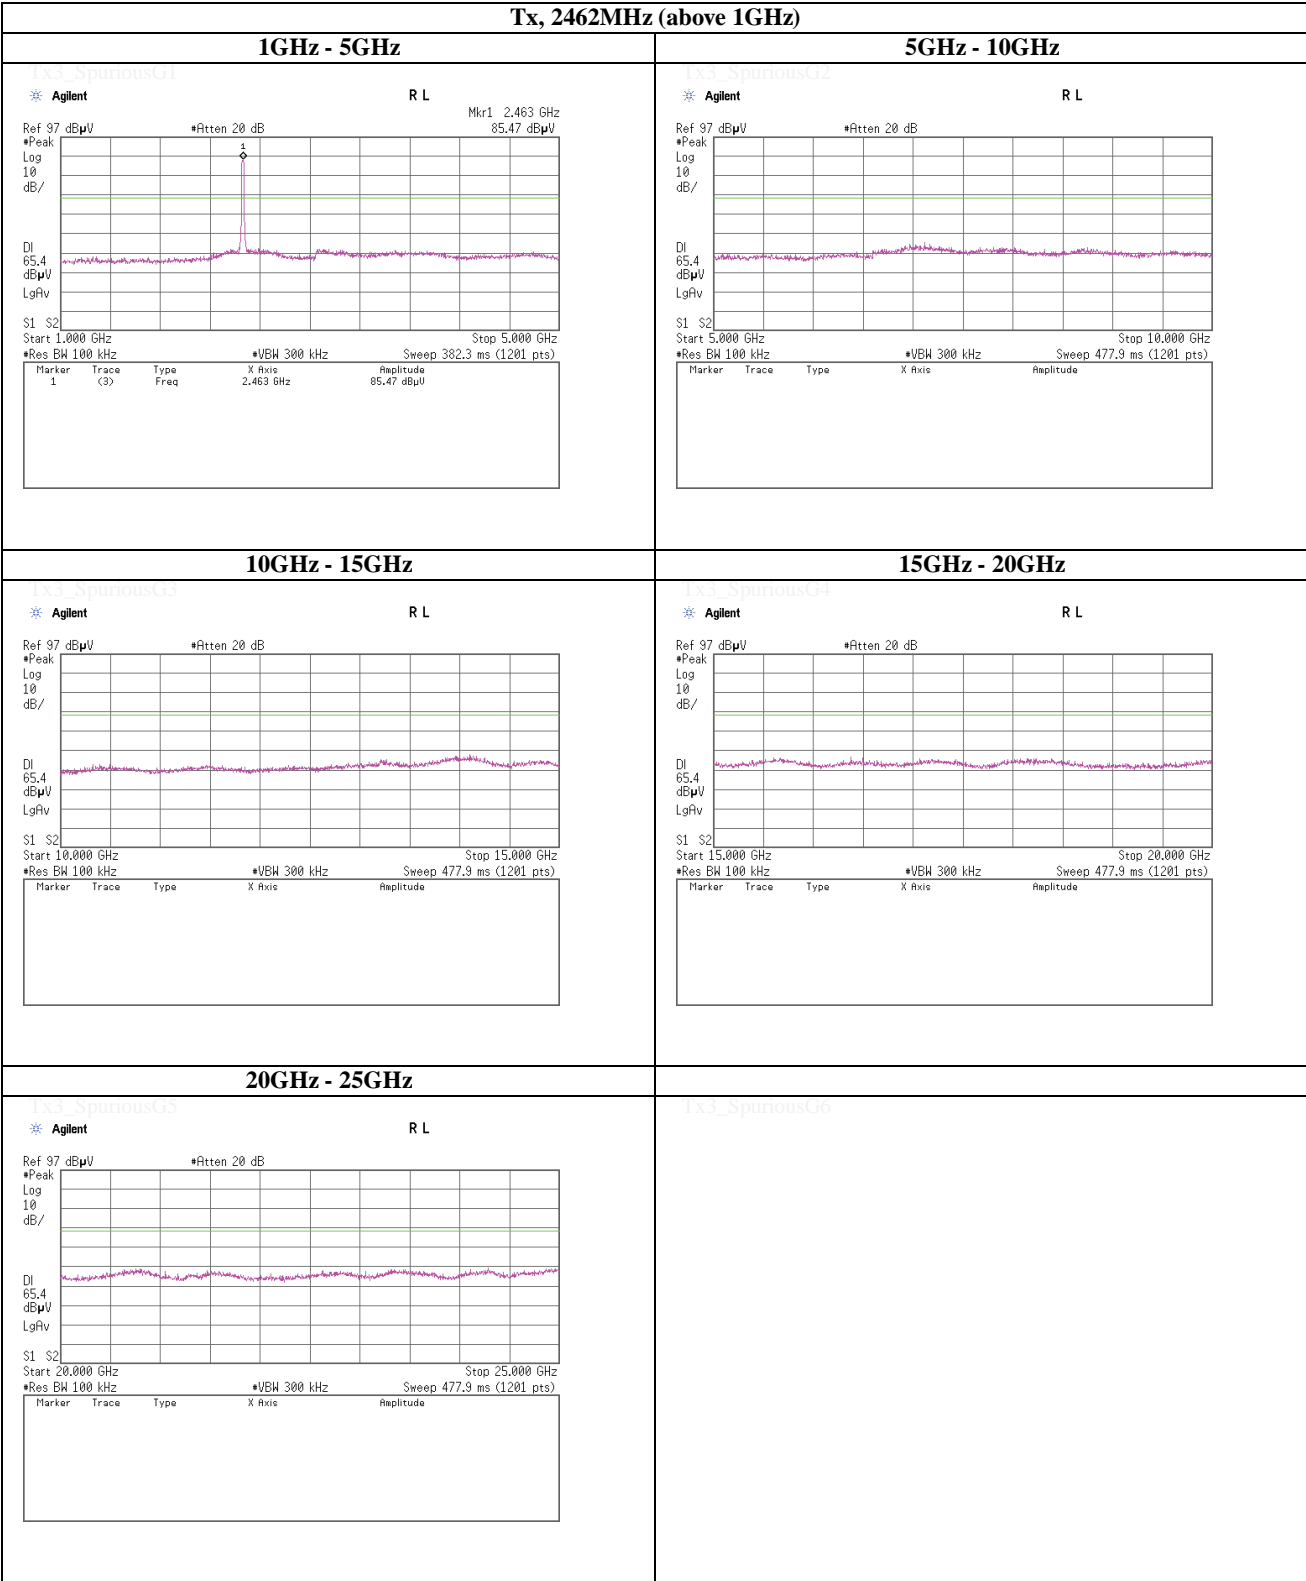 Tx, 2462MHz (above 1GHz)
1GHz - 5GHz
5GHz - 10GHz
Tx3_SpuriousG1
Agilent
R L
Mkr1 2.463 GHz
Ref 97 dBµV
#Atten 20 dB
85.47 dBµV
#Peak
Log
10
dB/
1
DI
65.4
dBµV
LgAv
S1 S2
Start 1.000 GHz
Stop 5.000 GHz
#Res BW 100 kHz
#VBW 300 kHz
Sweep 382.3 ms (1201 pts)
Marker Trace Type X Axis Amplitude
1 (3) Freq 2.463 GHz 85.47 dBµV
Tx3_SpuriousG2
Agilent
R L
Ref 97 dBµV
#Atten 20 dB
#Peak
Log
10
dB/
DI
65.4
dBµV
LgAv
S1 S2
Start 5.000 GHz
Stop 10.000 GHz
#Res BW 100 kHz
#VBW 300 kHz
Sweep 477.9 ms (1201 pts)
Marker Trace Type X Axis Amplitude
10GHz - 15GHz
15GHz - 20GHz
Tx3_SpuriousG3
Agilent
R L
Ref 97 dBµV
#Atten 20 dB
#Peak
Log
10
dB/
DI
65.4
dBµV
LgAv
S1 S2
Start 10.000 GHz
Stop 15.000 GHz
#Res BW 100 kHz
#VBW 300 kHz
Sweep 477.9 ms (1201 pts)
Marker Trace Type X Axis Amplitude
Tx3_SpuriousG4
Agilent
R L
Ref 97 dBµV
#Atten 20 dB
#Peak
Log
10
dB/
DI
65.4
dBµV
LgAv
S1 S2
Start 15.000 GHz
Stop 20.000 GHz
#Res BW 100 kHz
#VBW 300 kHz
Sweep 477.9 ms (1201 pts)
Marker Trace Type X Axis Amplitude
20GHz - 25GHz
Tx3_SpuriousG5
Agilent
R L
Ref 97 dBµV
#Atten 20 dB
#Peak
Log
10
dB/
DI
65.4
dBµV
LgAv
S1 S2
Start 20.000 GHz
Stop 25.000 GHz
#Res BW 100 kHz
#VBW 300 kHz
Sweep 477.9 ms (1201 pts)
Marker Trace Type X Axis Amplitude
Tx3_SpuriousG6